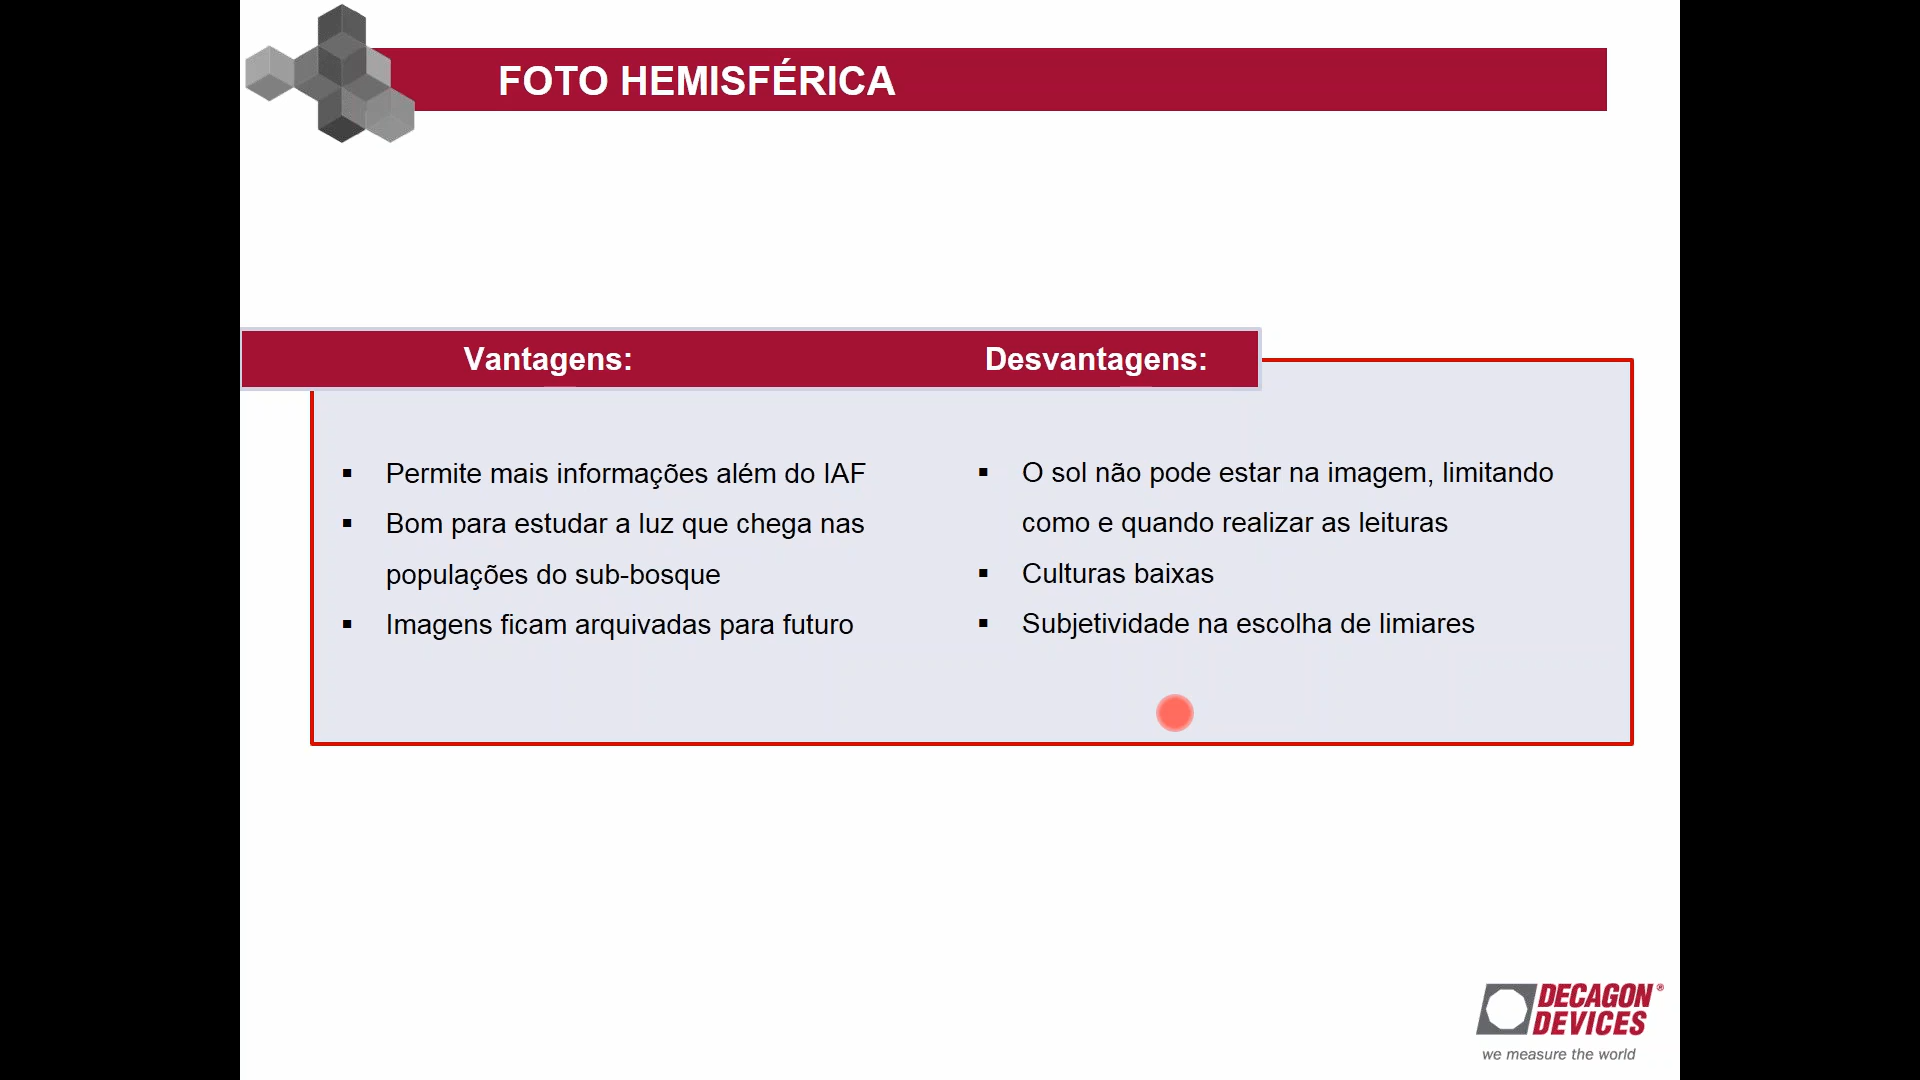 FOTO HEMISFÉRICA
Vantagens:
Permite mais informações além do IAF
Bom para estudar a luz que chega nas
populações do sub-bosque
Imagens ficam arquivadas para futuro
Desvantagens:
O sol não pode estar na imagem, limitando
como e quando realizar as leituras
Culturas baixas
Subjetividade na escolha de limiares
DECAGON®
DEVICES
we measure the world